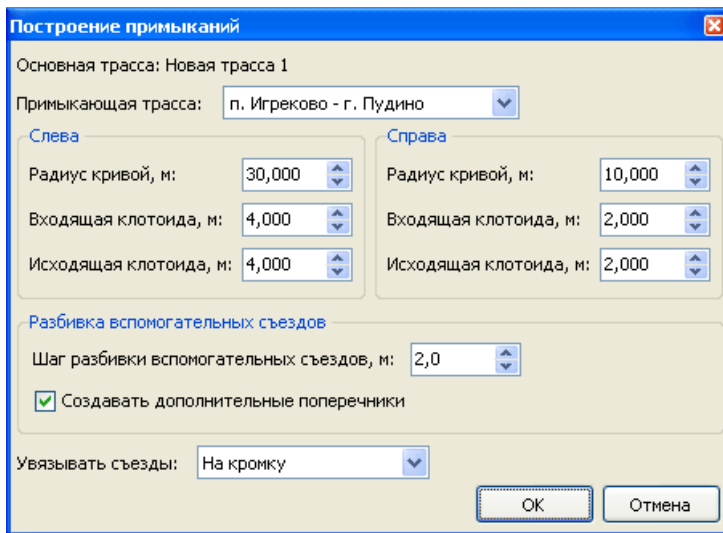 Построение примыканий
Основная трасса: Новая трасса 1
Примыкающая трасса: п. Игреково - г. Пудино
Слева
Радиус кривой, м: 30,000
Входящая клотоида, м: 4,000
Исходящая клотоида, м: 4,000
Справа
Радиус кривой, м: 10,000
Входящая клотоида, м: 2,000
Исходящая клотоида, м: 2,000
Разбивка вспомогательных съездов
Шаг разбивки вспомогательных съездов, м: 2,0
Создавать дополнительные поперечники
Увязывать съезды: На кромку
ОК Отмена